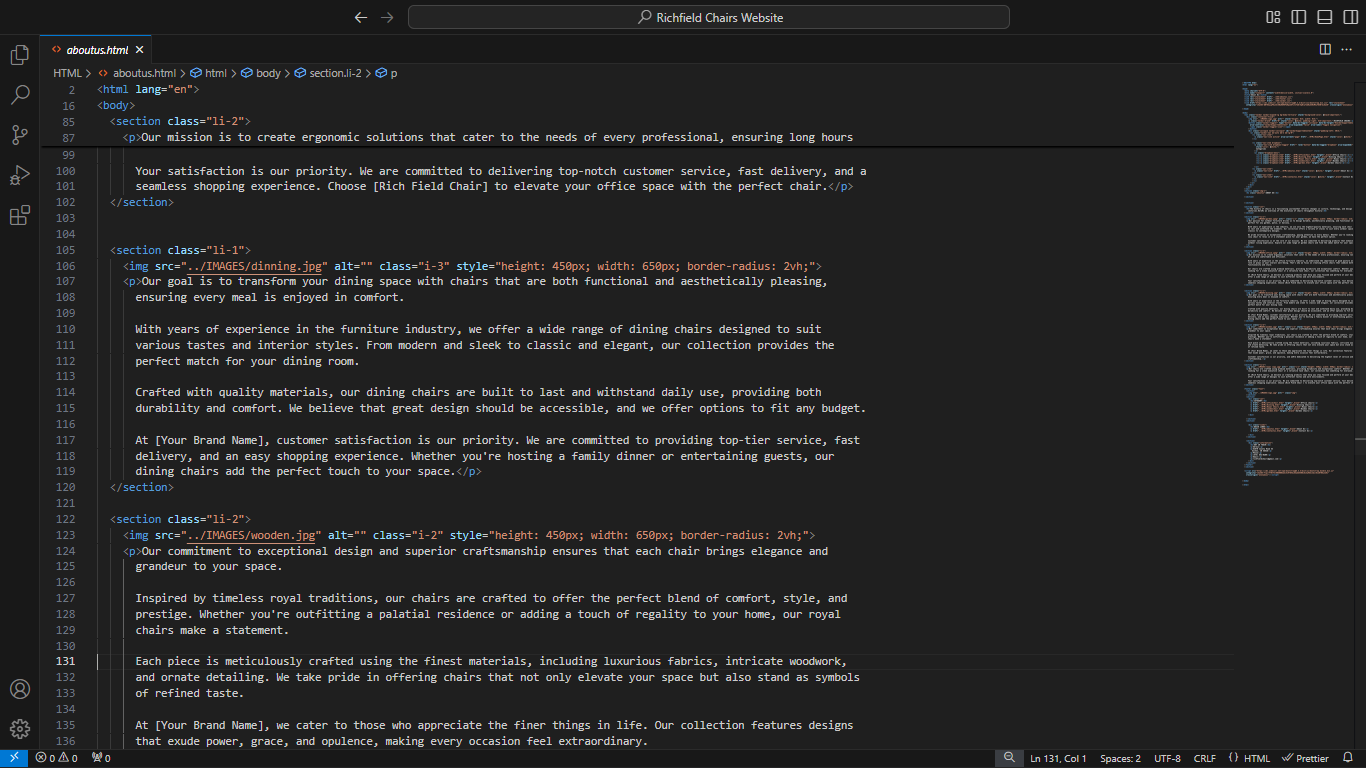 Richfield Chairs Website
aboutus.html
HTML > aboutus.html > html > body > section.li-2 > p
2 <html lang="en">
16 <body>
85 <section class="li-2">
87 <p>Our mission is to create ergonomic solutions that cater to the needs of every professional, ensuring long hours
99
100 Your satisfaction is our priority. We are committed to delivering top-notch customer service, fast delivery, and a
101 seamless shopping experience. Choose [Rich Field Chair] to elevate your office space with the perfect chair.</p>
102 </section>
103
104
105 <section class="li-1">
106 <img src="../IMAGES/dinning.jpg" alt="" class="i-3" style="height: 450px; width: 650px; border-radius: 2vh;">
107 <p>Our goal is to transform your dining space with chairs that are both functional and aesthetically pleasing,
108 ensuring every meal is enjoyed in comfort.
109
110 With years of experience in the furniture industry, we offer a wide range of dining chairs designed to suit
111 various tastes and interior styles. From modern and sleek to classic and elegant, our collection provides the
112 perfect match for your dining room.
113
114 Crafted with quality materials, our dining chairs are built to last and withstand daily use, providing both
115 durability and comfort. We believe that great design should be accessible, and we offer options to fit any budget.
116
117 At [Your Brand Name], customer satisfaction is our priority. We are committed to providing top-tier service, fast
118 delivery, and an easy shopping experience. Whether you're hosting a family dinner or entertaining guests, our
119 dining chairs add the perfect touch to your space.</p>
120 </section>
121
122 <section class="li-2">
123 <img src="../IMAGES/wooden.jpg" alt="" class="i-2" style="height: 450px; width: 650px; border-radius: 2vh;">
124 <p>Our commitment to exceptional design and superior craftsmanship ensures that each chair brings elegance and
125 grandeur to your space.
126
127 Inspired by timeless royal traditions, our chairs are crafted to offer the perfect blend of comfort, style, and
128 prestige. Whether you're outfitting a palatial residence or adding a touch of regality to your home, our royal
129 chairs make a statement.
130
131 Each piece is meticulously crafted using the finest materials, including luxurious fabrics, intricate woodwork,
132 and ornate detailing. We take pride in offering chairs that not only elevate your space but also stand as symbols
133 of refined taste.
134
135 At [Your Brand Name], we cater to those who appreciate the finer things in life. Our collection features designs
136 that exude power, grace, and opulence, making every occasion feel extraordinary.
0 0 0 Ln 131, Col 1 Spaces: 2 UTF-8 CRLF {} HTML Prettier